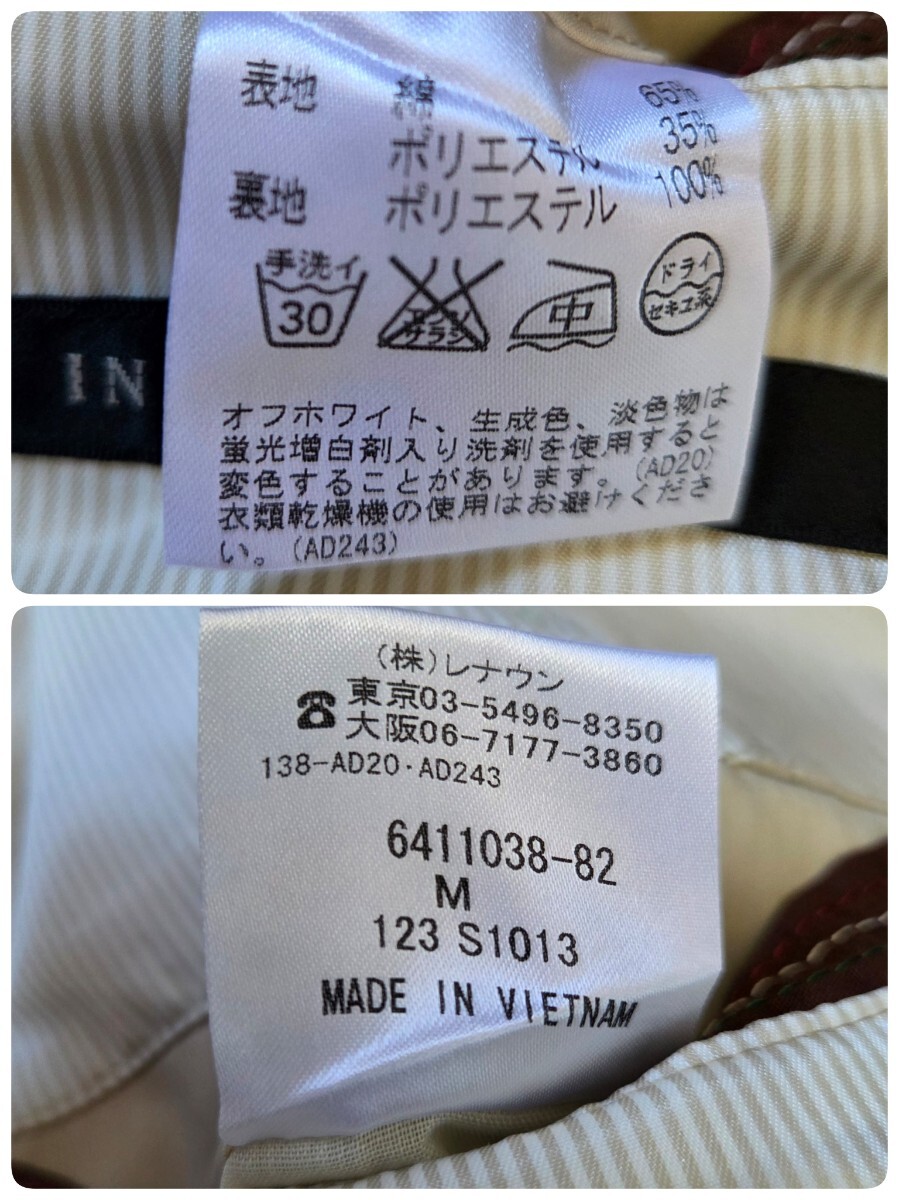 表地 綿 65%
ポリエステル 35%
裏地 ポリエステル 100%
手洗イ
30
エンソ
サラシ
中
ドライ
セキユ系
IN
オフホワイト、生成色、淡色物は
蛍光増白剤入り洗剤を使用すると
変色することがあります。(AD20)
衣類乾燥機の使用はお避けくださ
い。(AD243)
(株)レナウン
☎東京03-5496-8350
大阪06-7177-3860
138-AD20・AD243
6411038-82
M
123 S1013
MADE IN VIETNAM